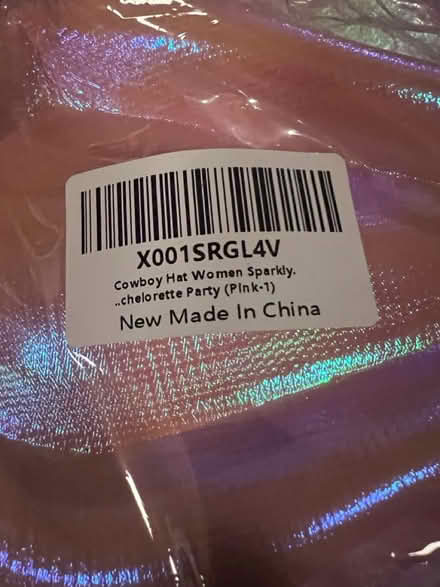 X001SRGL4V
Cowboy Hat Women Sparkly.
..chelorette Party (Pink-1)
New Made In China